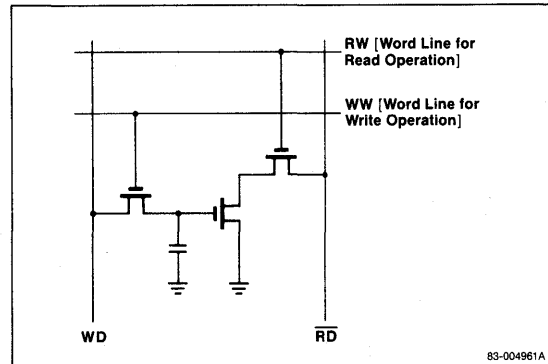 RW [Word Line for
Read Operation]
WW [Word Line for
Write Operation]
WD
RD
83-004961A